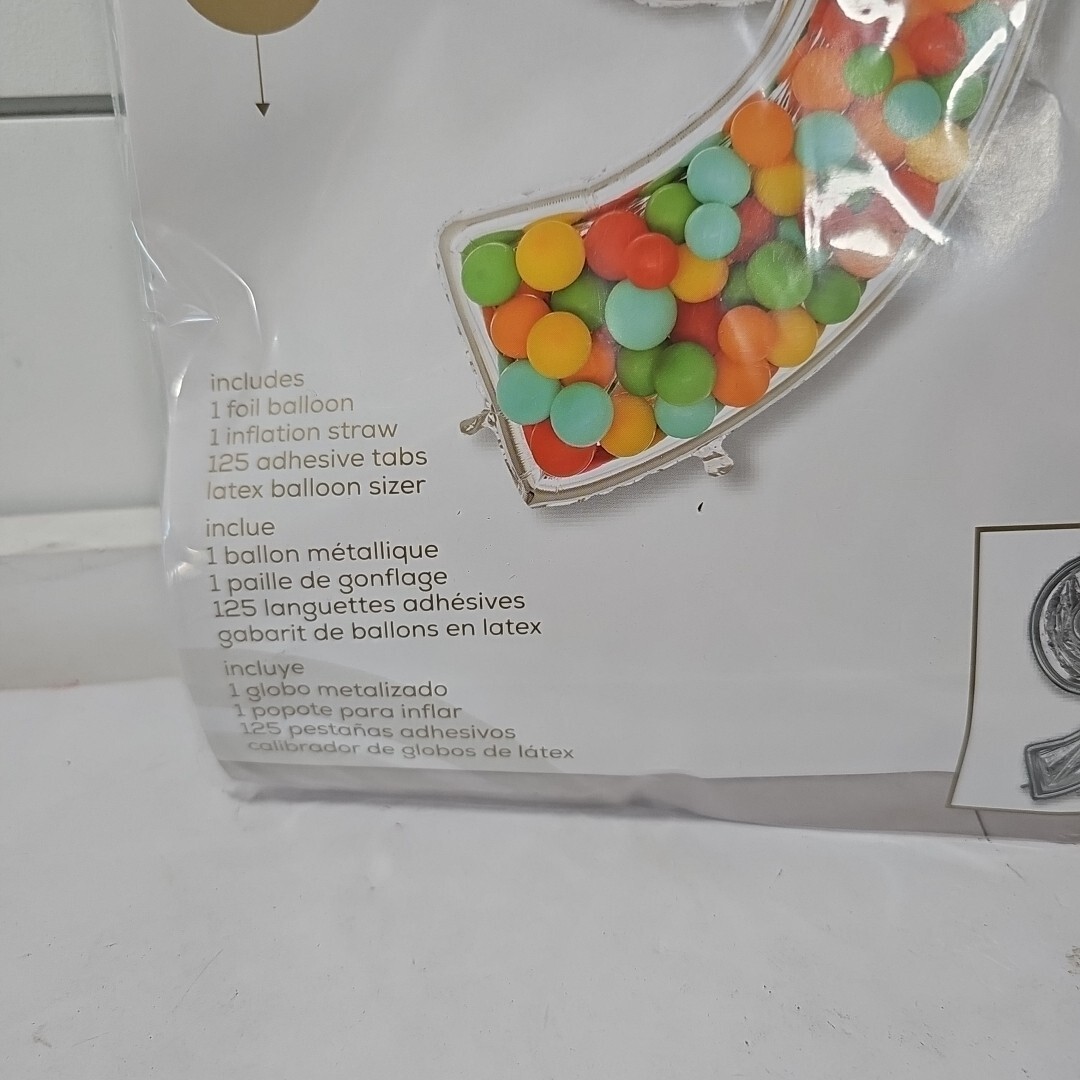 includes
1 foil balloon
1 inflation straw
125 adhesive tabs
latex balloon sizer
inclue
1 ballon métallique
1 paille de gonflage
125 languettes adhésives
gabarit de ballons en latex
incluye
1 globo metalizado
1 popote para inflar
125 pestañas adhesivos
calibrador de globos de látex